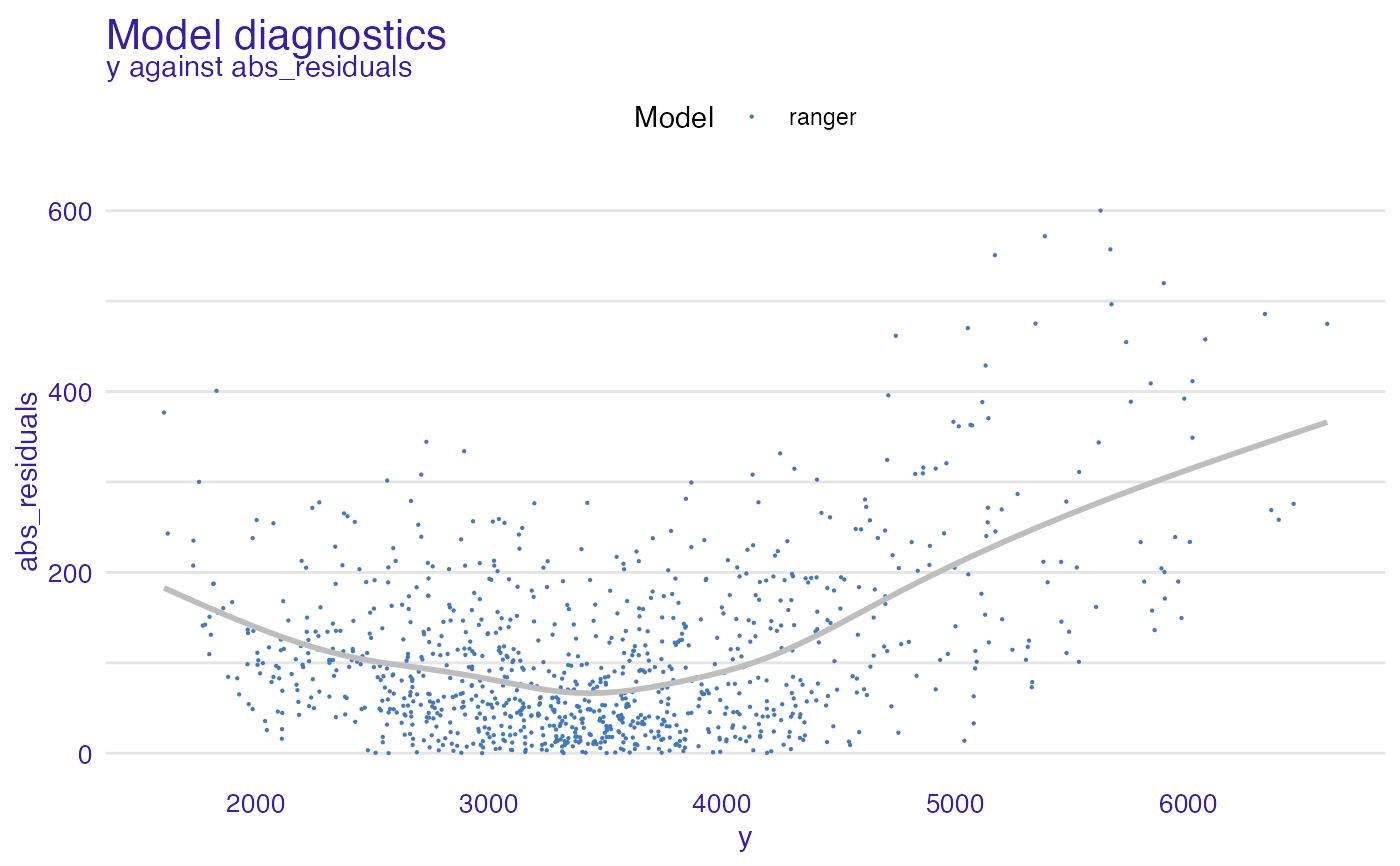 Model diagnostics
y against abs_residuals
Model ranger
600
400
200
0
abs_residuals
2000 3000 4000 5000 6000
y